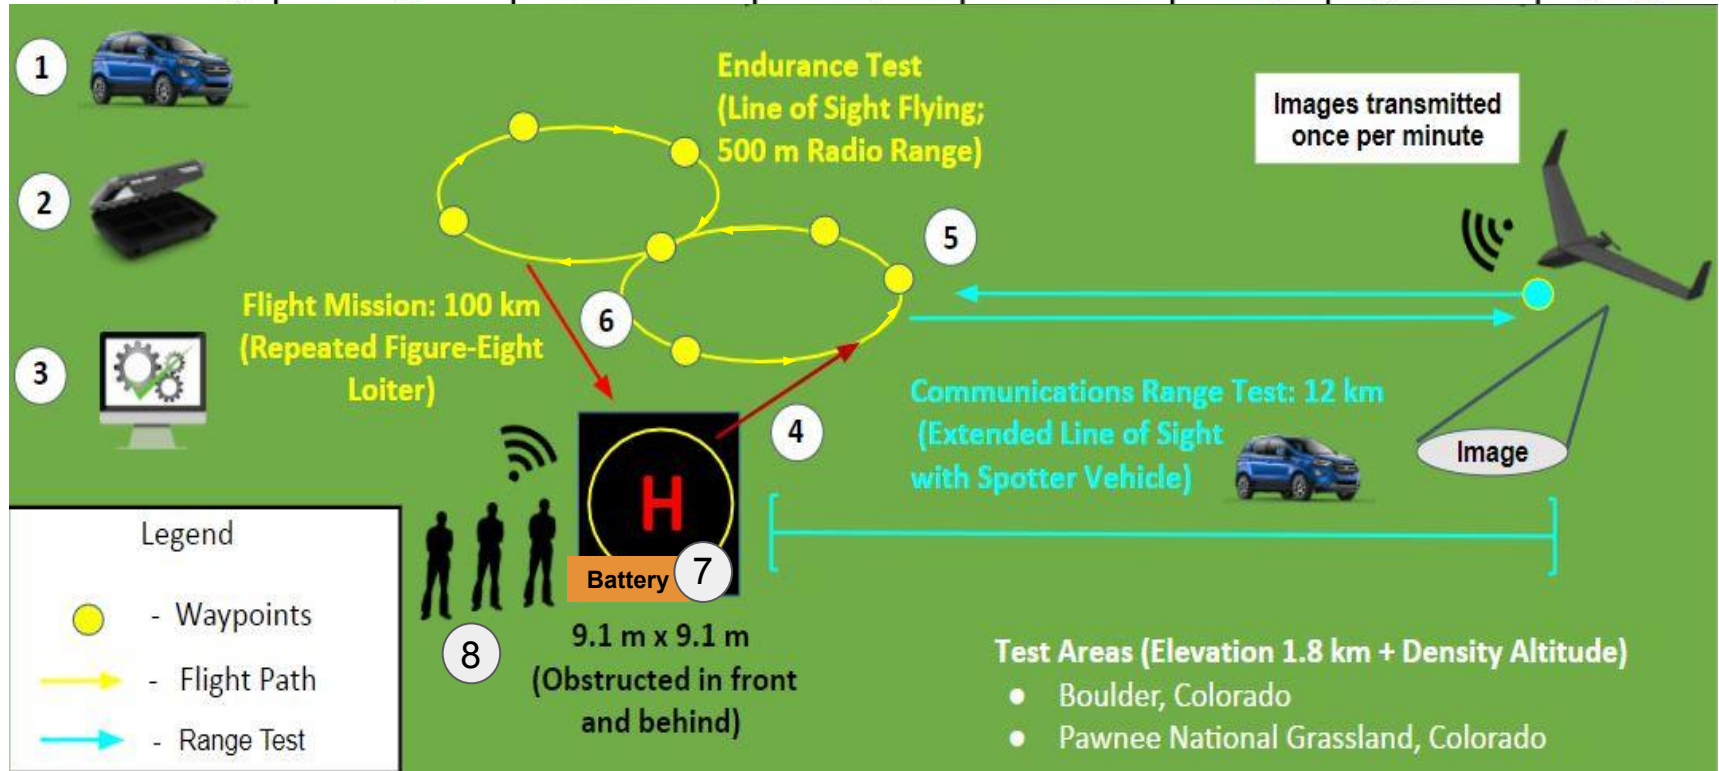 1
2
3
Endurance Test
(Line of Sight Flying;
500 m Radio Range)
Images transmitted
once per minute
5
Flight Mission: 100 km
(Repeated Figure-Eight
Loiter)
6
4
Communications Range Test: 12 km
(Extended Line of Sight
with Spotter Vehicle)
Image
H
Battery
7
8
9.1 m x 9.1 m
(Obstructed in front
and behind)
Legend
- Waypoints
- Flight Path
- Range Test
Test Areas (Elevation 1.8 km + Density Altitude)
● Boulder, Colorado
● Pawnee National Grassland, Colorado